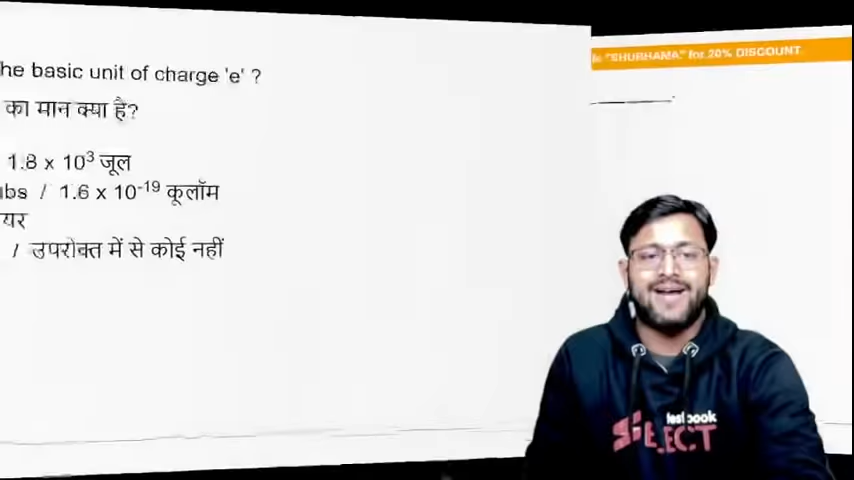 he basic unit of charge 'e' ?
का मान क्या है?
1.8 x 10³ जूल
bs / 1.6 x 10⁻¹⁹ कूलॉम
यर
/ उपरोक्त में से कोई नहीं
"SHUBHAMA" for 20% DISCOUNT
testbook
SELECT